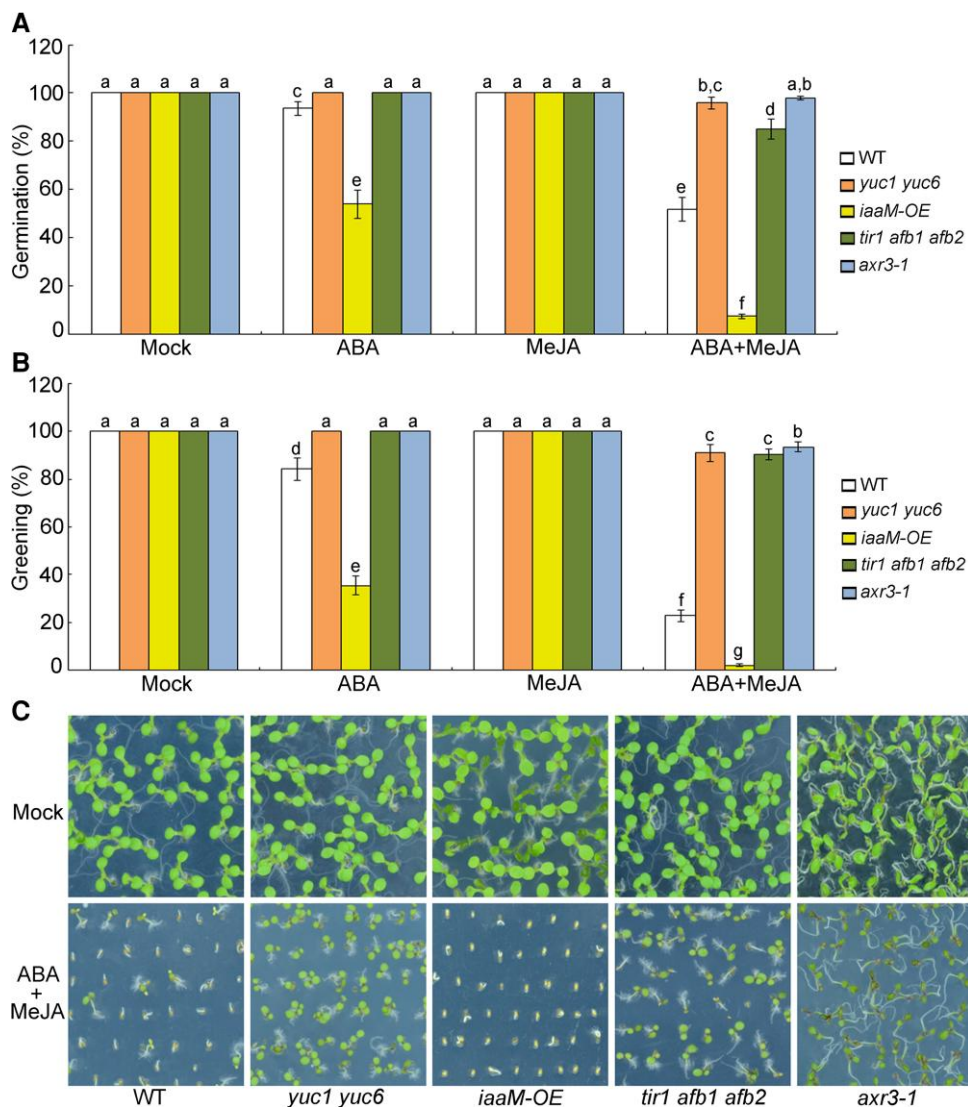 A
120
100
80
60
40
20
0
Germination (%)
a a a a a
c a e a a
a a a a a
e b,c f d a,b
Mock ABA MeJA ABA+MeJA
WT
yuc1 yuc6
iaaM-OE
tir1 afb1 afb2
axr3-1
B
120
100
80
60
40
20
0
Greening (%)
a a a a a
d a e a a
a a a a a
f c g c b
Mock ABA MeJA ABA+MeJA
WT
yuc1 yuc6
iaaM-OE
tir1 afb1 afb2
axr3-1
C
Mock
ABA
+
MeJA
WT yuc1 yuc6 iaaM-OE tir1 afb1 afb2 axr3-1